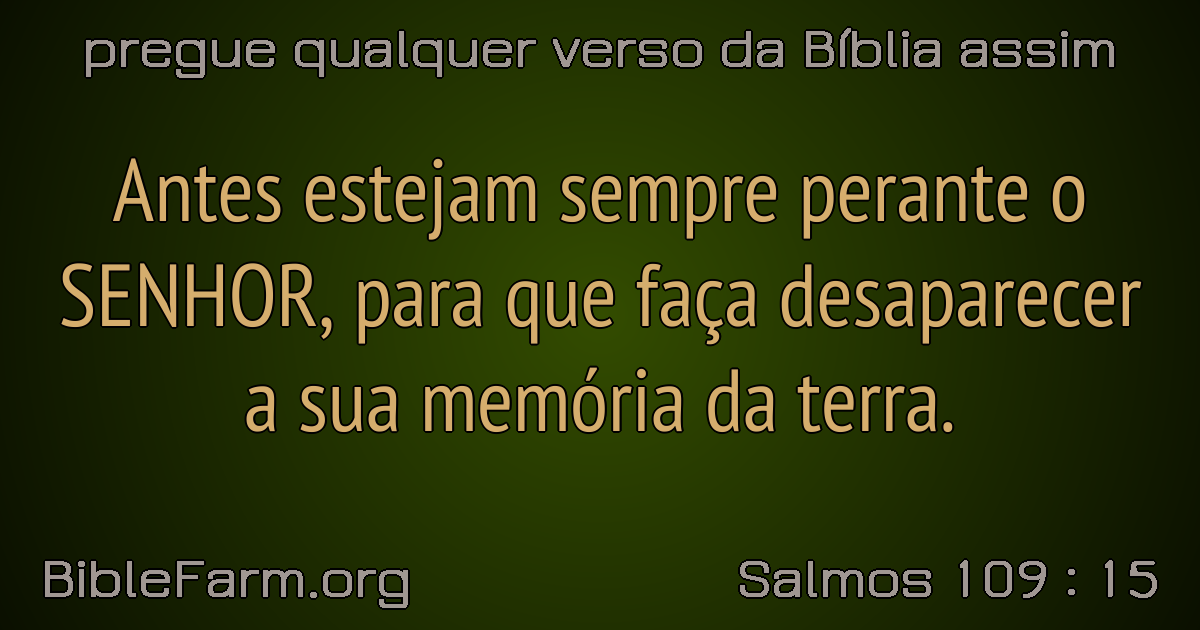 pregue qualquer verso da Bíblia assim
Antes estejam sempre perante o
SENHOR, para que faça desaparecer
a sua memória da terra.
BibleFarm.org
Salmos 109 : 15